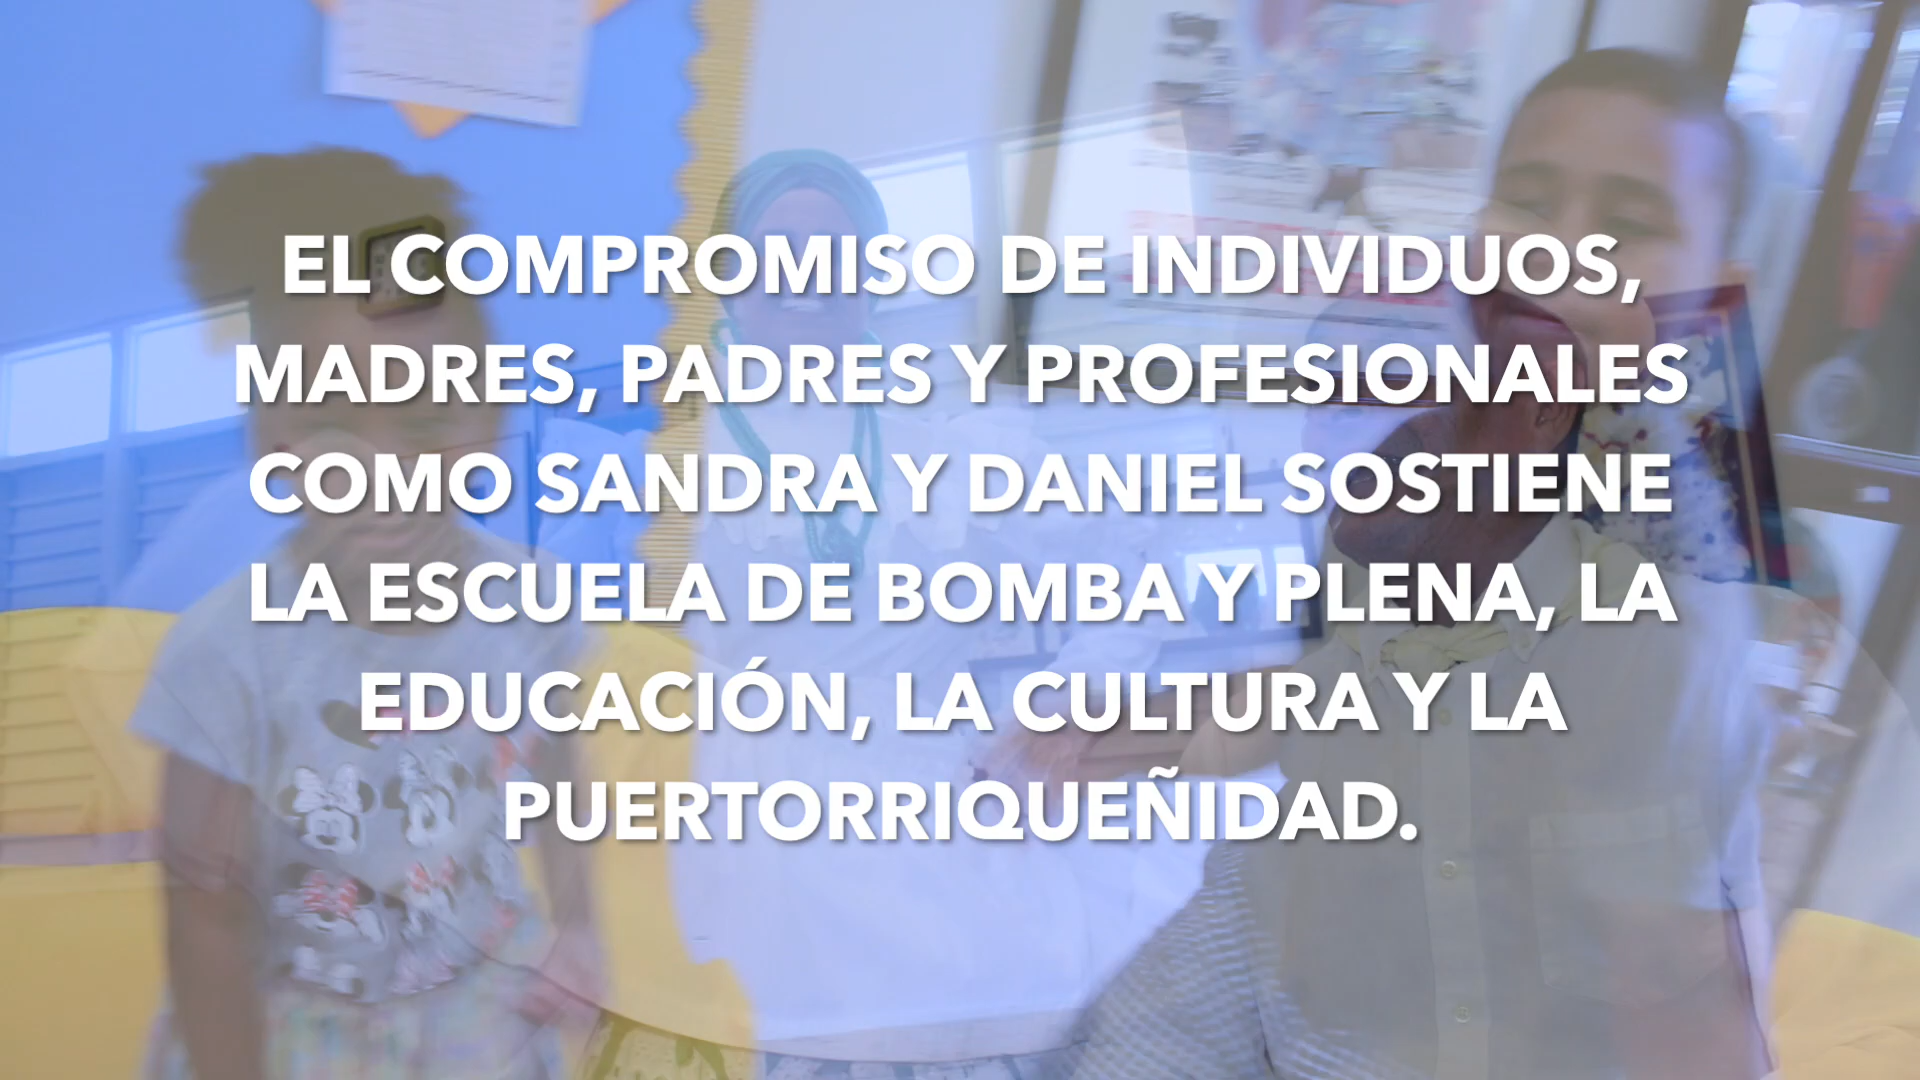 EL COMPROMISO DE INDIVIDUOS,
MADRES, PADRES Y PROFESIONALES
COMO SANDRA Y DANIEL SOSTIENE
LA ESCUELA DE BOMBA Y PLENA, LA
EDUCACIÓN, LA CULTURA Y LA
PUERTORRIQUEÑIDAD.